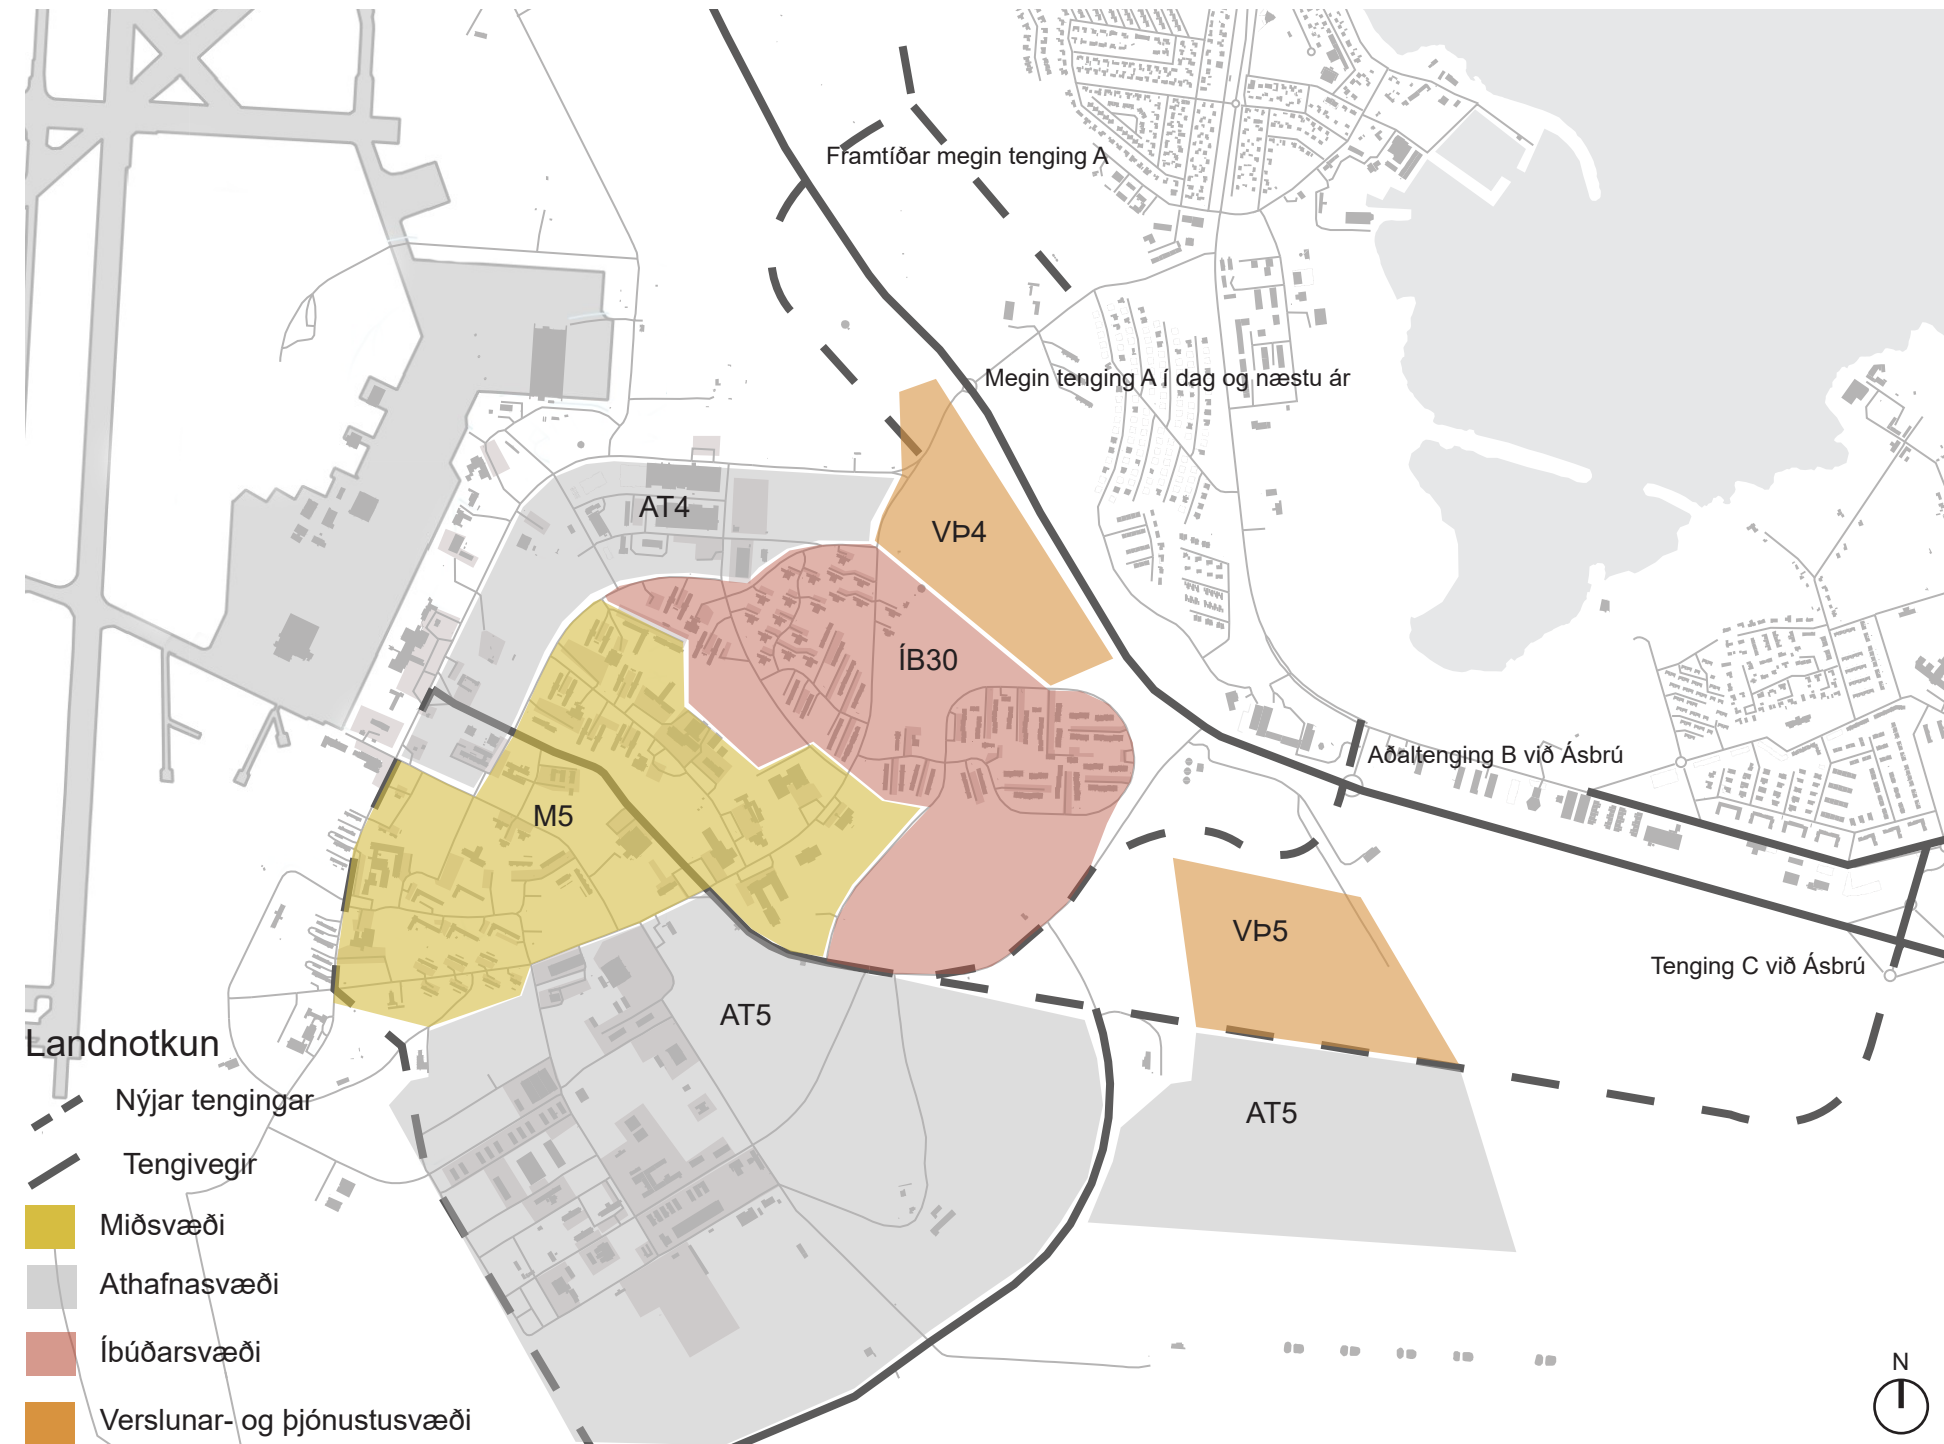 Framtíðar megin tenging A
Megin tenging A í dag og næstu ár
AT4
VÞ4
ÍB30
Aðaltenging B við Ásbrú
M5
VÞ5
Tenging C við Ásbrú
AT5
AT5
Landnotkun
Nýjar tengingar
Tengivegir
Miðsvæði
Athafnasvæði
Íbúðarsvæði
Verslunar- og þjónustusvæði
N